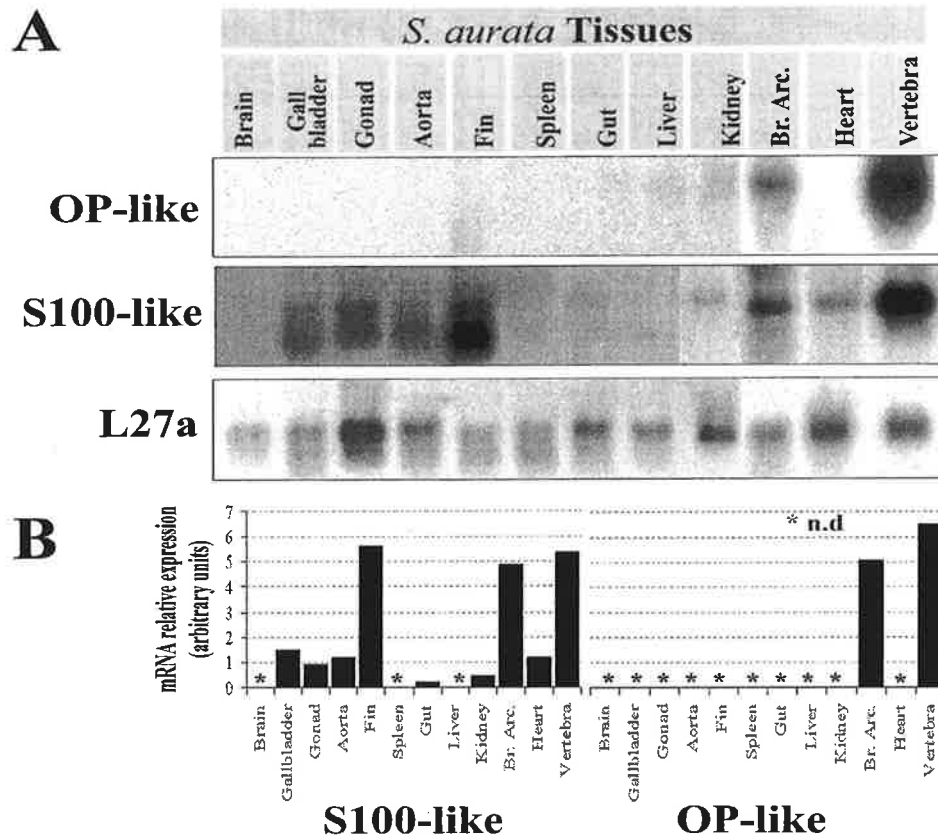 A
S. aurata Tissues
Brain
Gall
bladder
Gonad
Aorta
Fin
Spleen
Gut
Liver
Kidney
Br. Arc.
Heart
Vertebra
OP-like
S100-like
L27a
B
mRNA relative expression
(arbitrary units)
7
6
5
4
3
2
1
0
* n.d
* * * * * * * * * * * * *
Brain
Gallbladder
Gonad
Aorta
Fin
Spleen
Gut
Liver
Kidney
Br. Arc.
Heart
Vertebra
Brain
Gallbladder
Gonad
Aorta
Fin
Spleen
Gut
Liver
Kidney
Br. Arc.
Heart
Vertebra
S100-like
OP-like